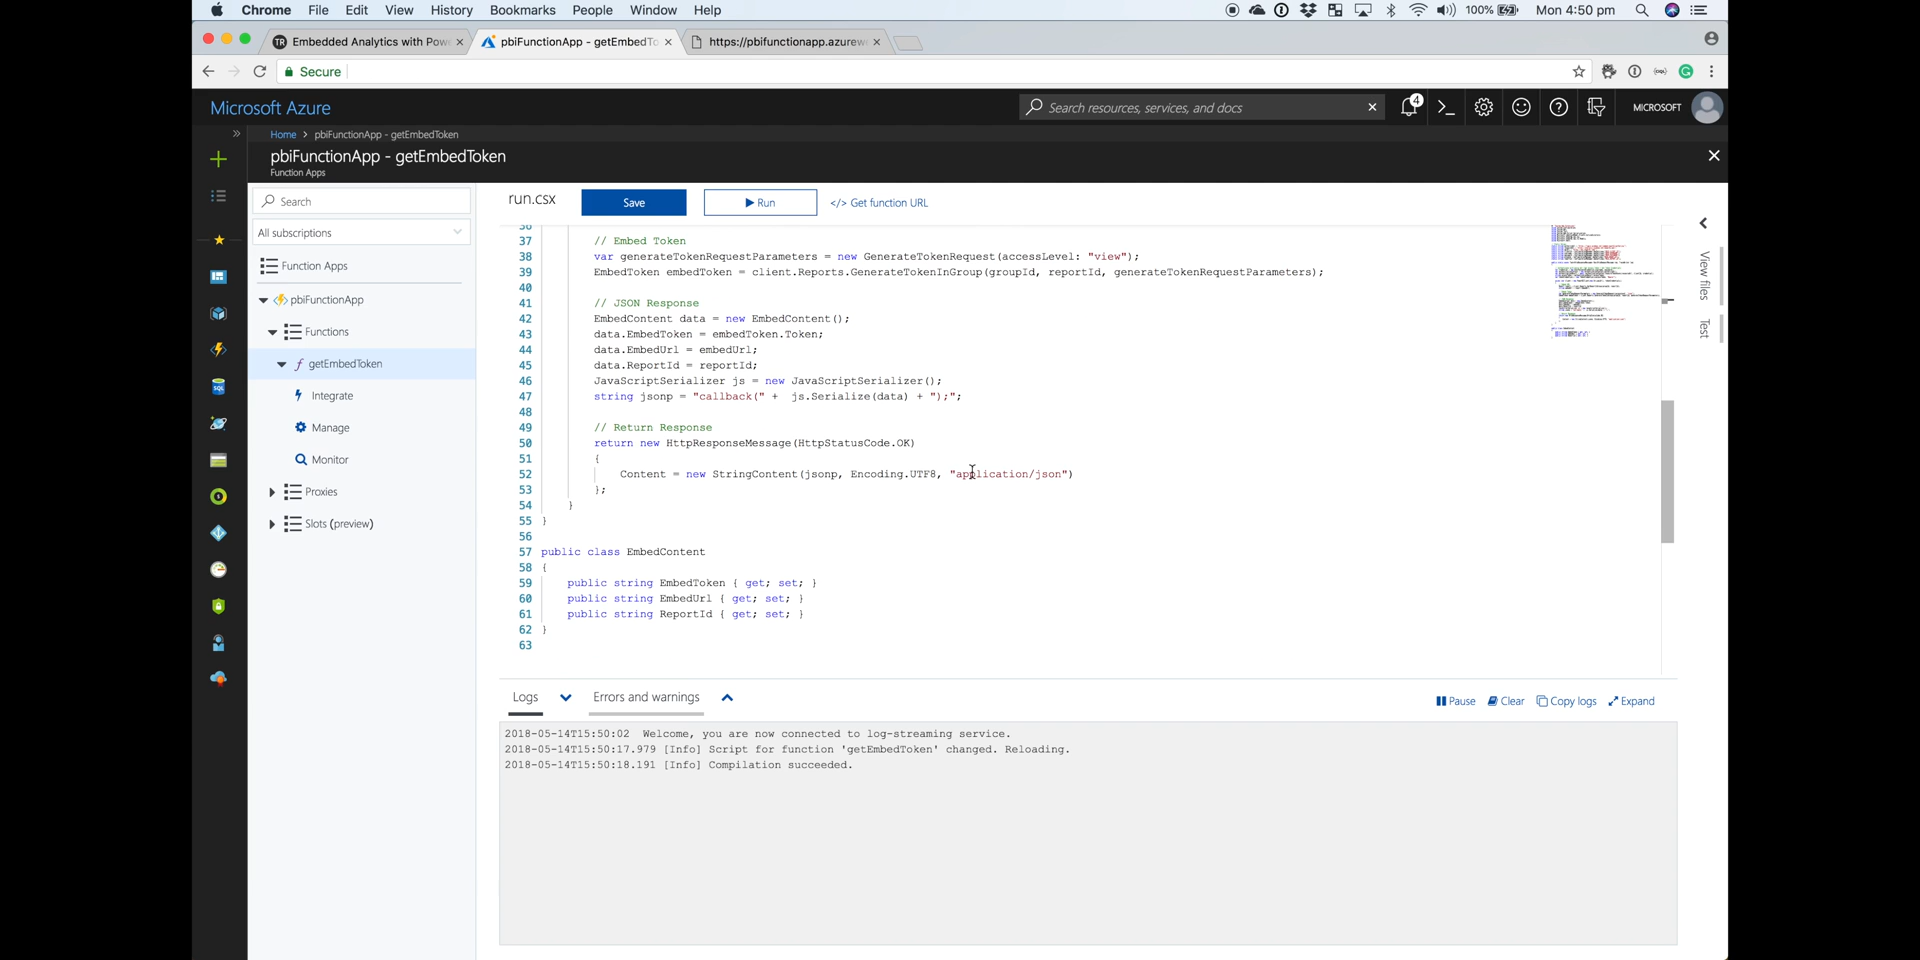 Chrome File Edit View History Bookmarks People Window Help 100% Mon 4:50 pm
Embedded Analytics with Powe pbiFunctionApp - getEmbedTo https://pbifunctionapp.azurew
Secure
Microsoft Azure Search resources, services, and docs 4 MICROSOFT
Home > pbiFunctionApp - getEmbedToken
pbiFunctionApp - getEmbedToken
Function Apps
Search
All subscriptions
Function Apps
pbiFunctionApp
Functions
getEmbedToken
Integrate
Manage
Monitor
Proxies
Slots (preview)
run.csx Save Run </> Get function URL
36
37 // Embed Token
38 var generateTokenRequestParameters = new GenerateTokenRequest(accessLevel: "view");
39 EmbedToken embedToken = client.Reports.GenerateTokenInGroup(groupId, reportId, generateTokenRequestParameters);
40
41 // JSON Response
42 EmbedContent data = new EmbedContent();
43 data.EmbedToken = embedToken.Token;
44 data.EmbedUrl = embedUrl;
45 data.ReportId = reportId;
46 JavaScriptSerializer js = new JavaScriptSerializer();
47 string jsonp = "callback(" + js.Serialize(data) + ");";
48
49 // Return Response
50 return new HttpResponseMessage(HttpStatusCode.OK)
51 {
52 Content = new StringContent(jsonp, Encoding.UTF8, "application/json")
53 };
54 }
55 }
56
57 public class EmbedContent
58 {
59 public string EmbedToken { get; set; }
60 public string EmbedUrl { get; set; }
61 public string ReportId { get; set; }
62 }
63
View files
Test
Logs Errors and warnings Pause Clear Copy logs Expand
2018-05-14T15:50:02 Welcome, you are now connected to log-streaming service.
2018-05-14T15:50:17.979 [Info] Script for function 'getEmbedToken' changed. Reloading.
2018-05-14T15:50:18.191 [Info] Compilation succeeded.